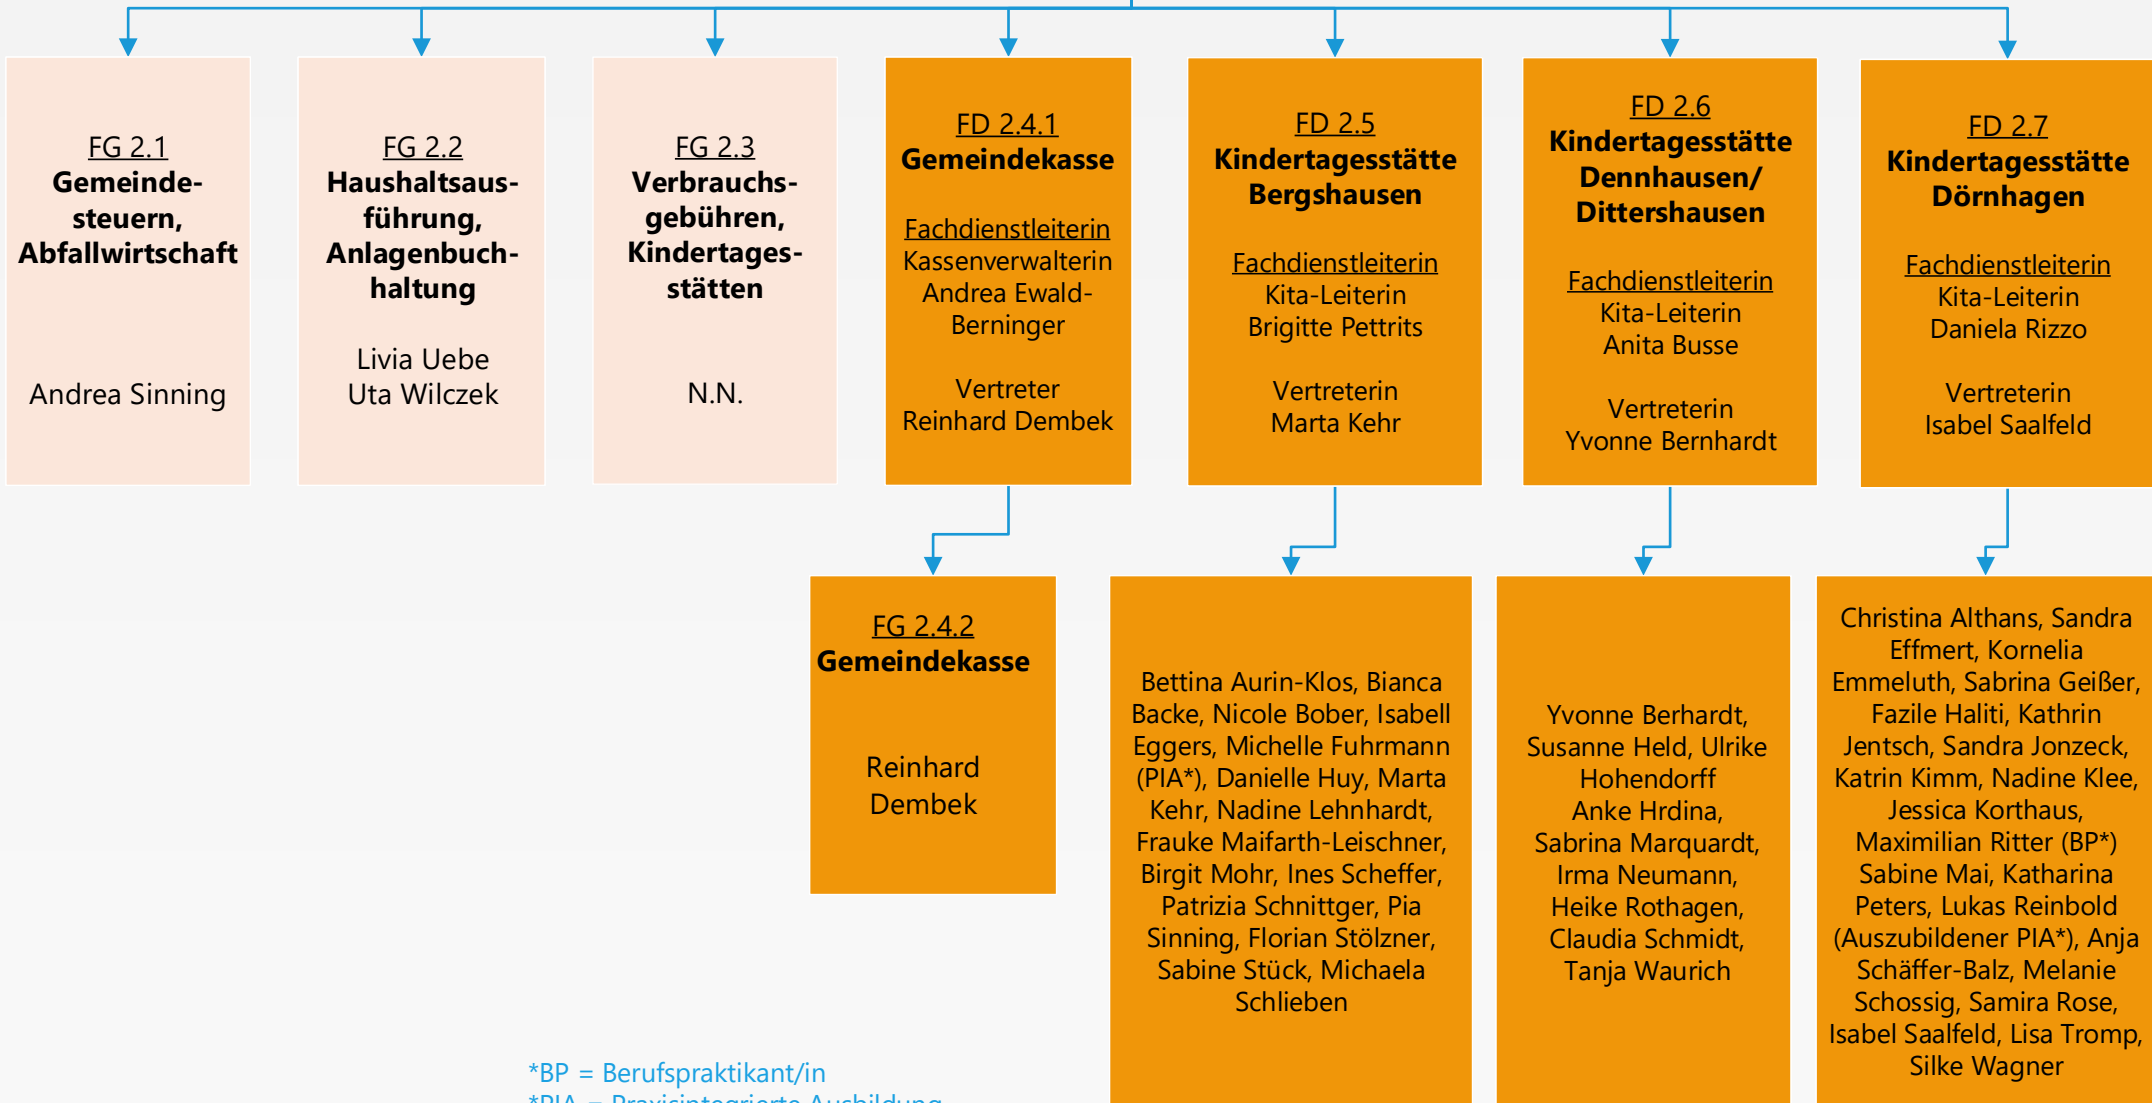 FG 2.1
Gemeinde-
steuern,
Abfallwirtschaft
Andrea Sinning
FG 2.2
Haushaltsaus-
führung,
Anlagenbuch-
haltung
Livia Uebe
Uta Wilczek
FG 2.3
Verbrauchs-
gebühren,
Kindertages-
stätten
N.N.
FD 2.4.1
Gemeindekasse
Fachdienstleiterin
Kassenverwalterin
Andrea Ewald-
Berninger
Vertreter
Reinhard Dembek
FD 2.5
Kindertagesstätte
Bergshausen
Fachdienstleiterin
Kita-Leiterin
Brigitte Pettrits
Vertreterin
Marta Kehr
FD 2.6
Kindertagesstätte
Dennhausen/
Dittershausen
Fachdienstleiterin
Kita-Leiterin
Anita Busse
Vertreterin
Yvonne Bernhardt
FD 2.7
Kindertagesstätte
Dörnhagen
Fachdienstleiterin
Kita-Leiterin
Daniela Rizzo
Vertreterin
Isabel Saalfeld
FG 2.4.2
Gemeindekasse
Reinhard
Dembek
Bettina Aurin-Klos, Bianca
Backe, Nicole Bober, Isabell
Eggers, Michelle Fuhrmann
(PIA*), Danielle Huy, Marta
Kehr, Nadine Lehnhardt,
Frauke Maifarth-Leischner,
Birgit Mohr, Ines Scheffer,
Patrizia Schnittger, Pia
Sinning, Florian Stölzner,
Sabine Stück, Michaela
Schlieben
Yvonne Berhardt,
Susanne Held, Ulrike
Hohendorff
Anke Hrdina,
Sabrina Marquardt,
Irma Neumann,
Heike Rothagen,
Claudia Schmidt,
Tanja Waurich
Christina Althans, Sandra
Effmert, Kornelia
Emmeluth, Sabrina Geißer,
Fazile Haliti, Kathrin
Jentsch, Sandra Jonzeck,
Katrin Kimm, Nadine Klee,
Jessica Korthaus,
Maximilian Ritter (BP*)
Sabine Mai, Katharina
Peters, Lukas Reinbold
(Auszubildener PIA*), Anja
Schäffer-Balz, Melanie
Schossig, Samira Rose,
Isabel Saalfeld, Lisa Tromp,
Silke Wagner
*BP = Berufspraktikant/in
*PIA = Praxisintegrierte Ausbildung